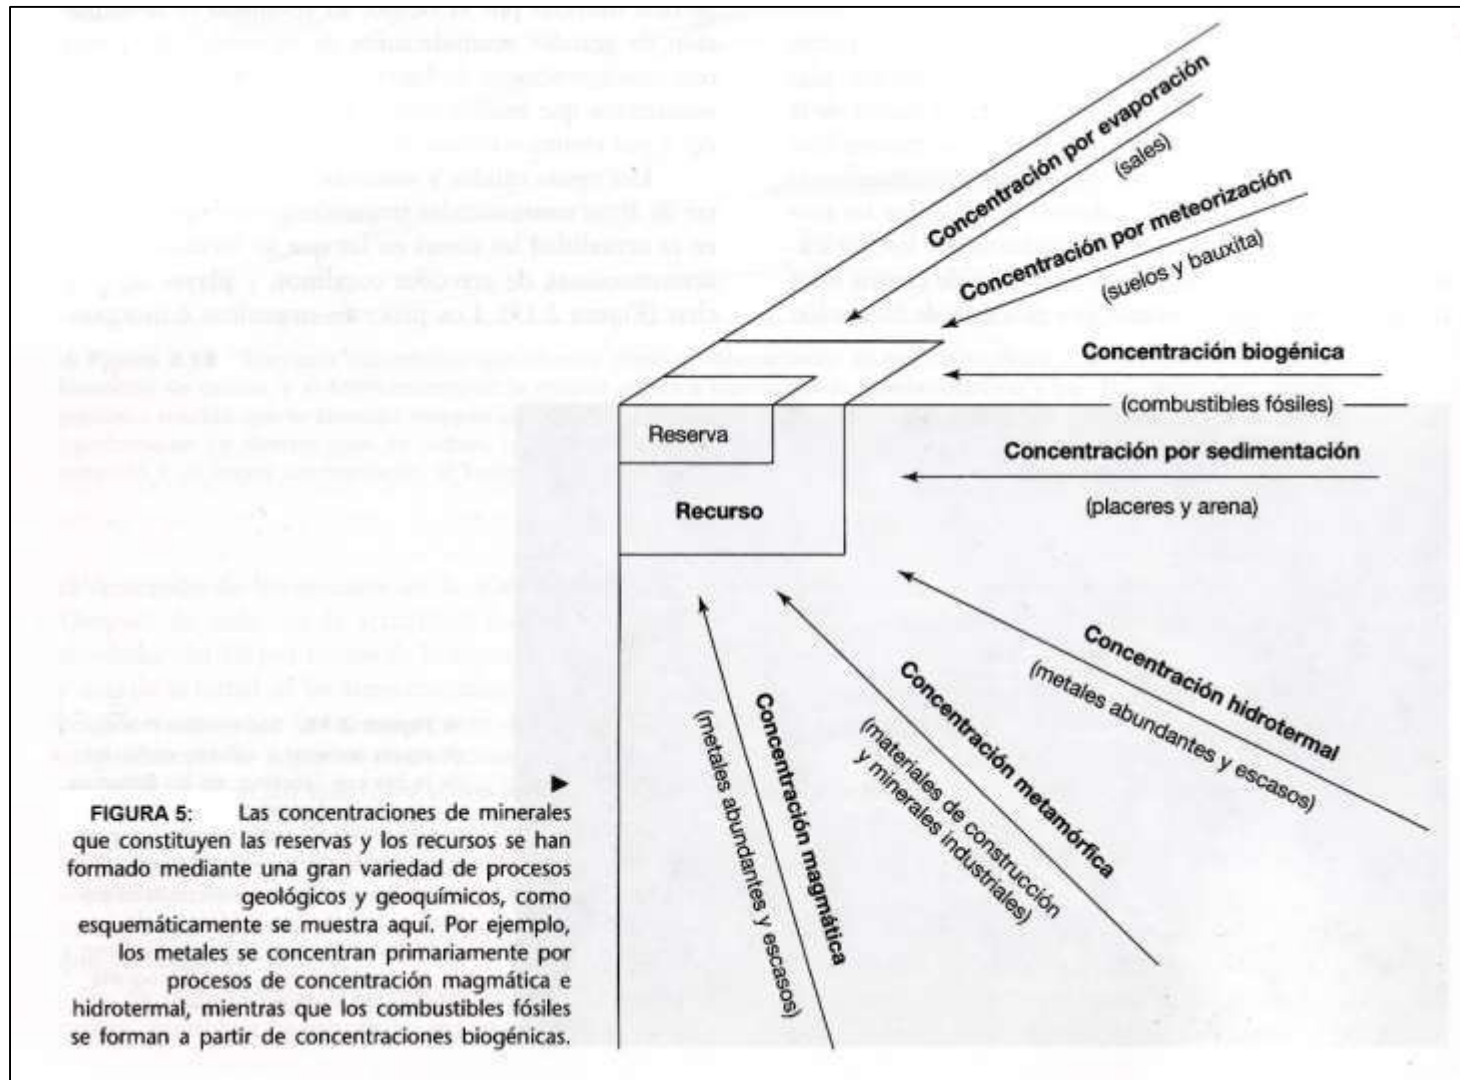 Concentración por evaporación
(sales)
Concentración por meteorización
(suelos y bauxita)
Concentración biogénica
(combustibles fósiles)
Reserva
Concentración por sedimentación
(placeres y arena)
Recurso
Concentración hidrotermal
(metales abundantes y escasos)
Concentración metamórfica
(materiales de construcción
y minerales industriales)
Concentración magmática
(metales abundantes y escasos)
FIGURA 5: Las concentraciones de minerales
que constituyen las reservas y los recursos se han
formado mediante una gran variedad de procesos
geológicos y geoquímicos, como
esquemáticamente se muestra aquí. Por ejemplo,
los metales se concentran primariamente por
procesos de concentración magmática e
hidrotermal, mientras que los combustibles fósiles
se forman a partir de concentraciones biogénicas.